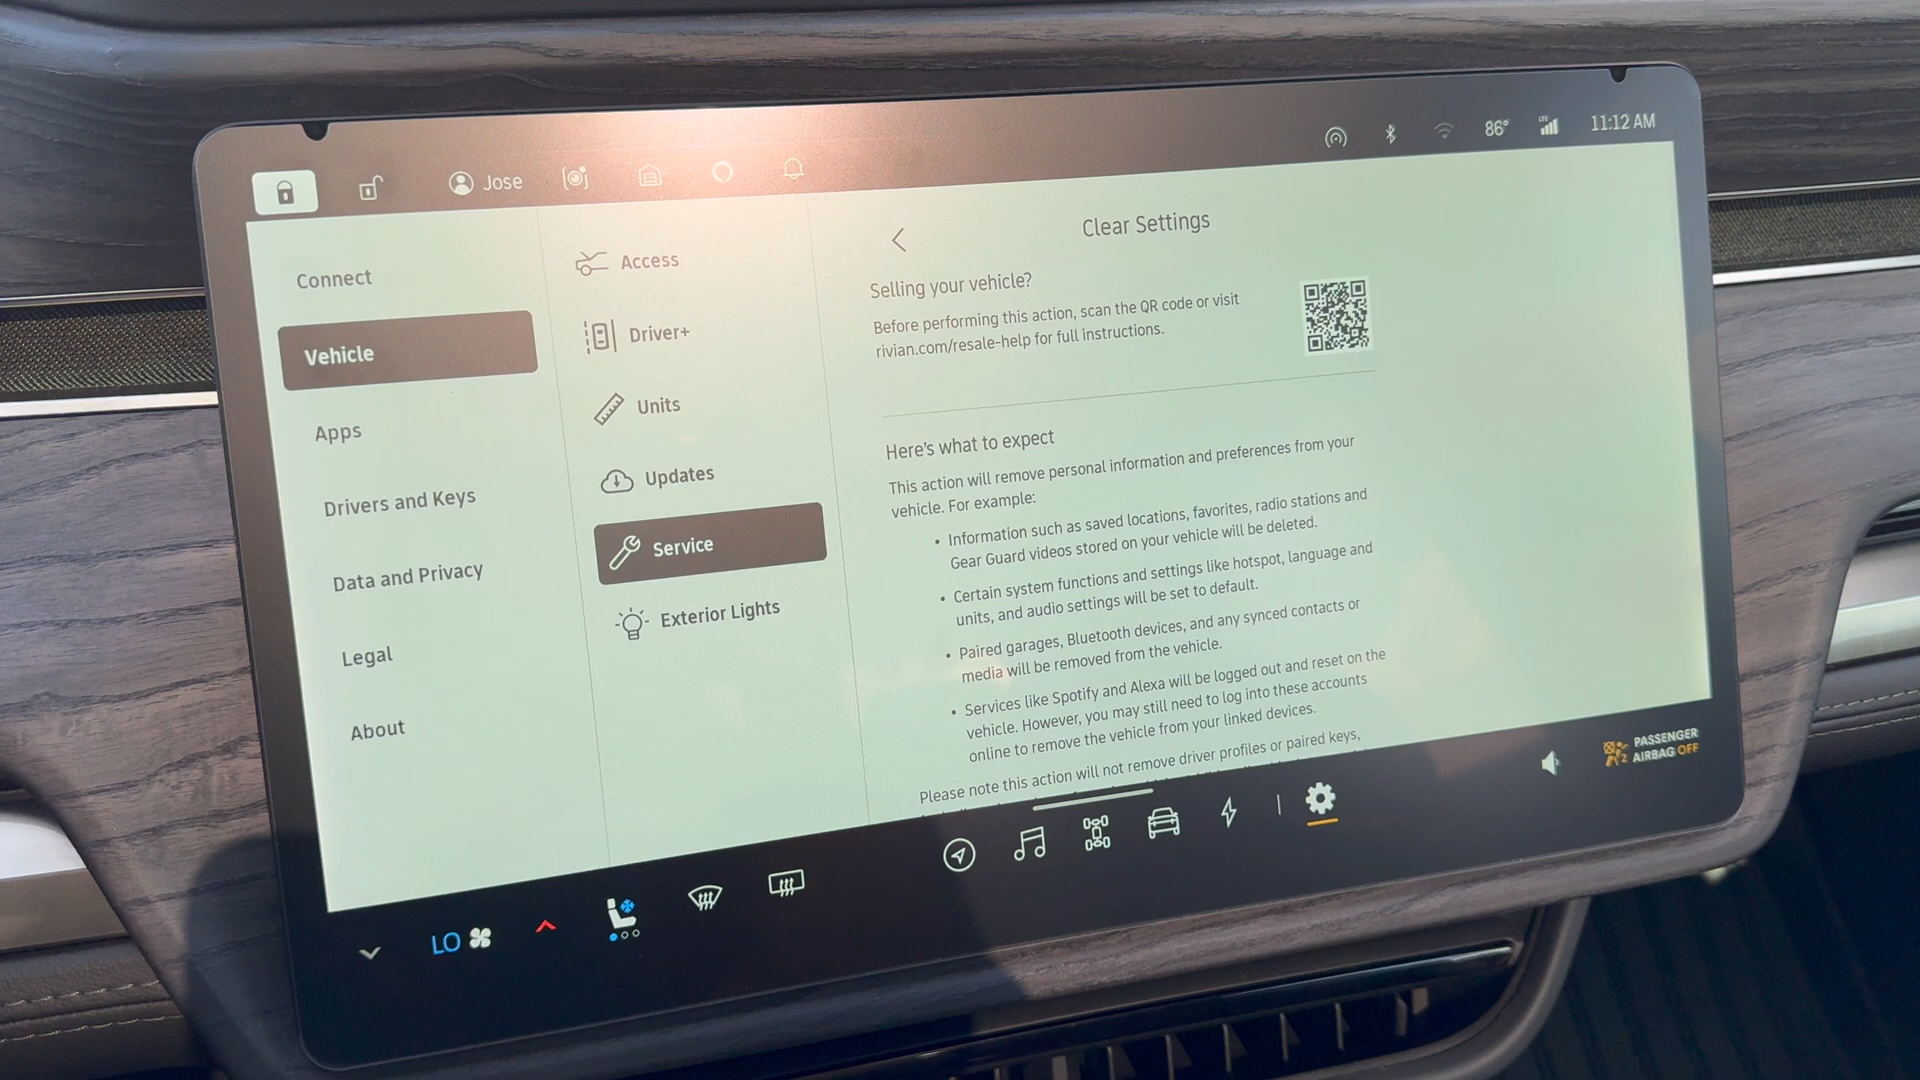 Jose
86°
LTE
11:12 AM
Connect
Vehicle
Apps
Drivers and Keys
Data and Privacy
Legal
About
Access
Driver+
Units
Updates
Service
Exterior Lights
Clear Settings
Selling your vehicle?
Before performing this action, scan the QR code or visit
rivian.com/resale-help for full instructions.
Here's what to expect
This action will remove personal information and preferences from your
vehicle. For example:
• Information such as saved locations, favorites, radio stations and
Gear Guard videos stored on your vehicle will be deleted.
• Certain system functions and settings like hotspot, language and
units, and audio settings will be set to default.
• Paired garages, Bluetooth devices, and any synced contacts or
media will be removed from the vehicle.
• Services like Spotify and Alexa will be logged out and reset on the
vehicle. However, you may still need to log into these accounts
online to remove the vehicle from your linked devices.
Please note this action will not remove driver profiles or paired keys,
LO
PASSENGER
AIRBAG OFF
2